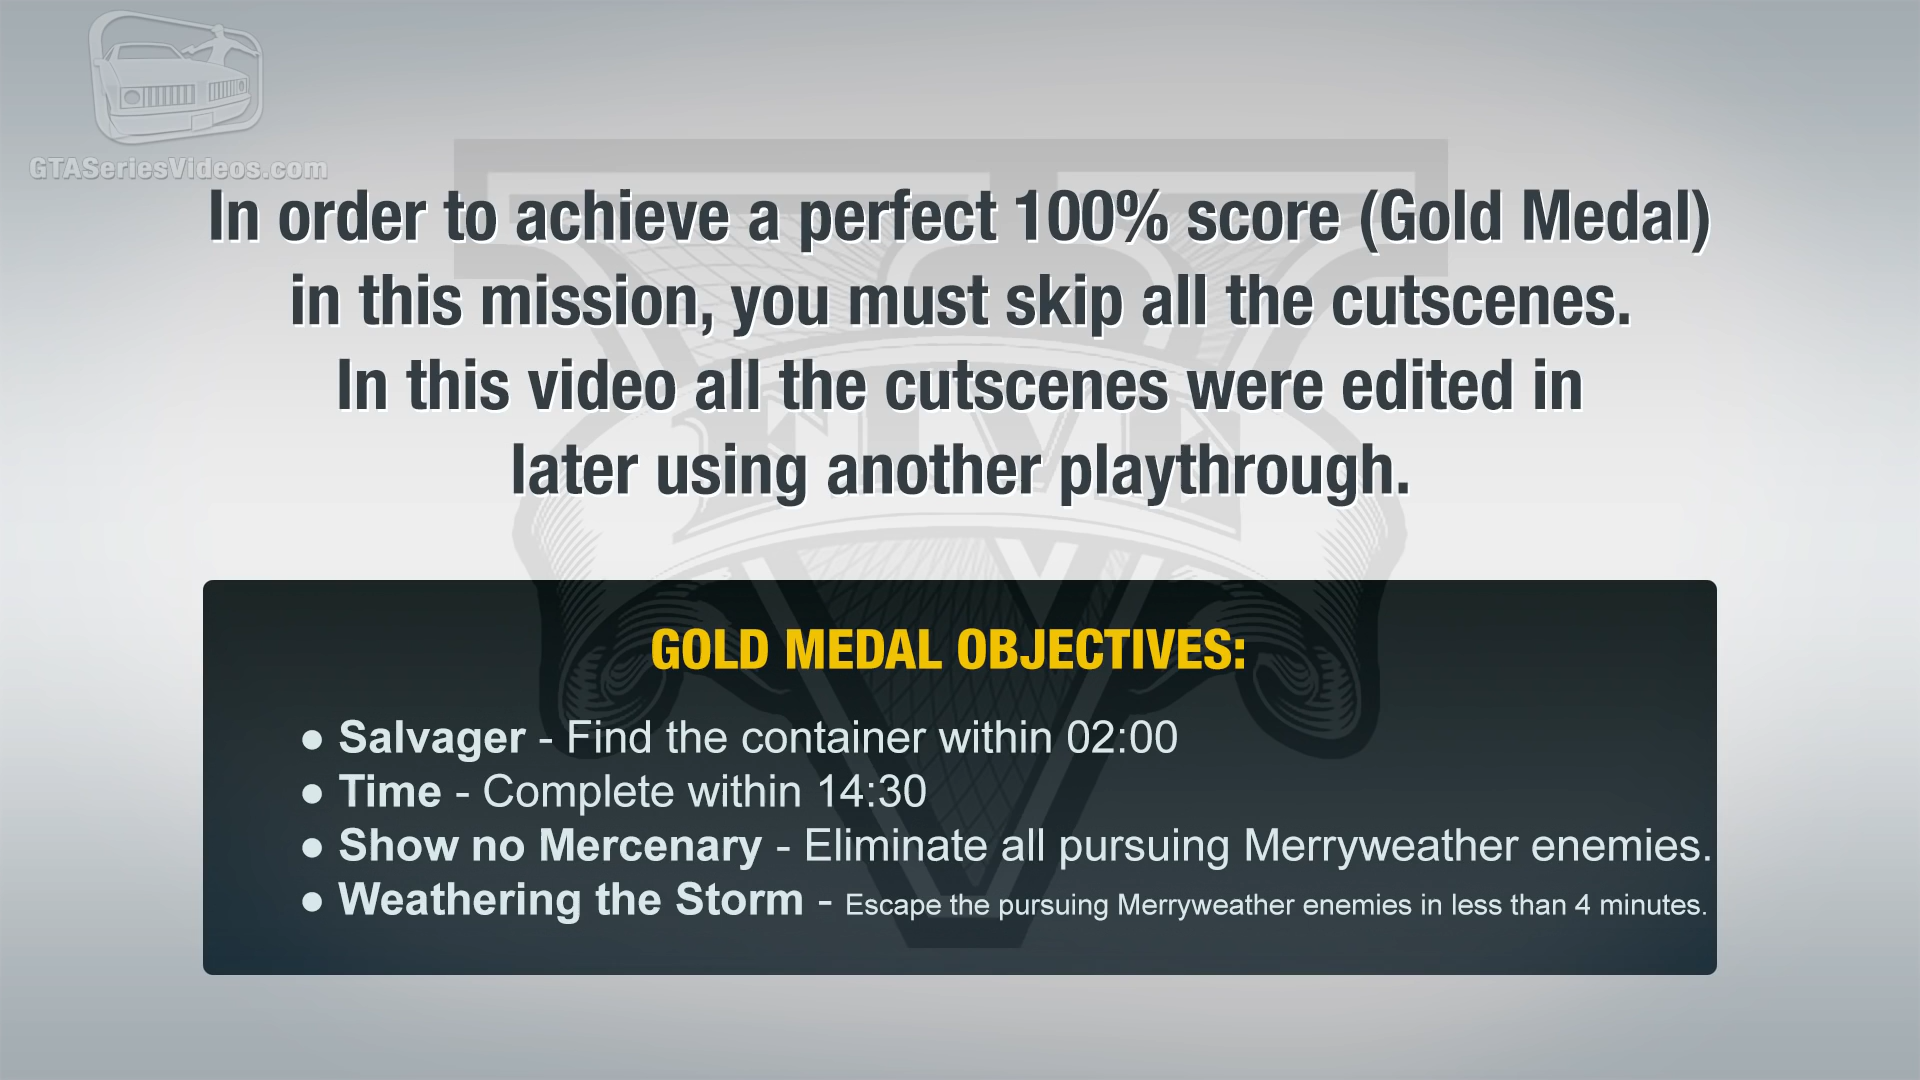 GTASeriesVideos.com
In order to achieve a perfect 100% score (Gold Medal)
in this mission, you must skip all the cutscenes.
In this video all the cutscenes were edited in
later using another playthrough.
FIVE
GOLD MEDAL OBJECTIVES:
● Salvager - Find the container within 02:00
● Time - Complete within 14:30
● Show no Mercenary - Eliminate all pursuing Merryweather enemies.
● Weathering the Storm - Escape the pursuing Merryweather enemies in less than 4 minutes.